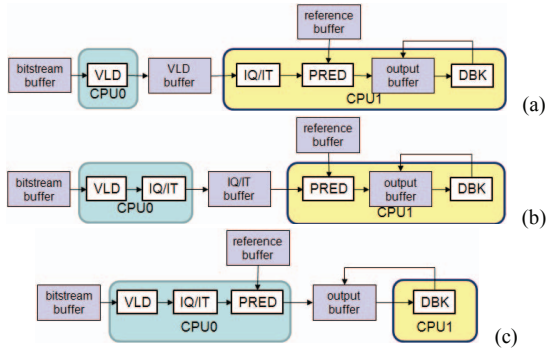 reference
buffer
bitstream
buffer
VLD
CPU0
VLD
buffer
IQ/IT
PRED
output
buffer
DBK
CPU1
(a)
reference
buffer
bitstream
buffer
VLD
IQ/IT
CPU0
IQ/IT
buffer
PRED
output
buffer
DBK
CPU1
(b)
reference
buffer
bitstream
buffer
VLD
IQ/IT
PRED
CPU0
output
buffer
DBK
CPU1
(c)